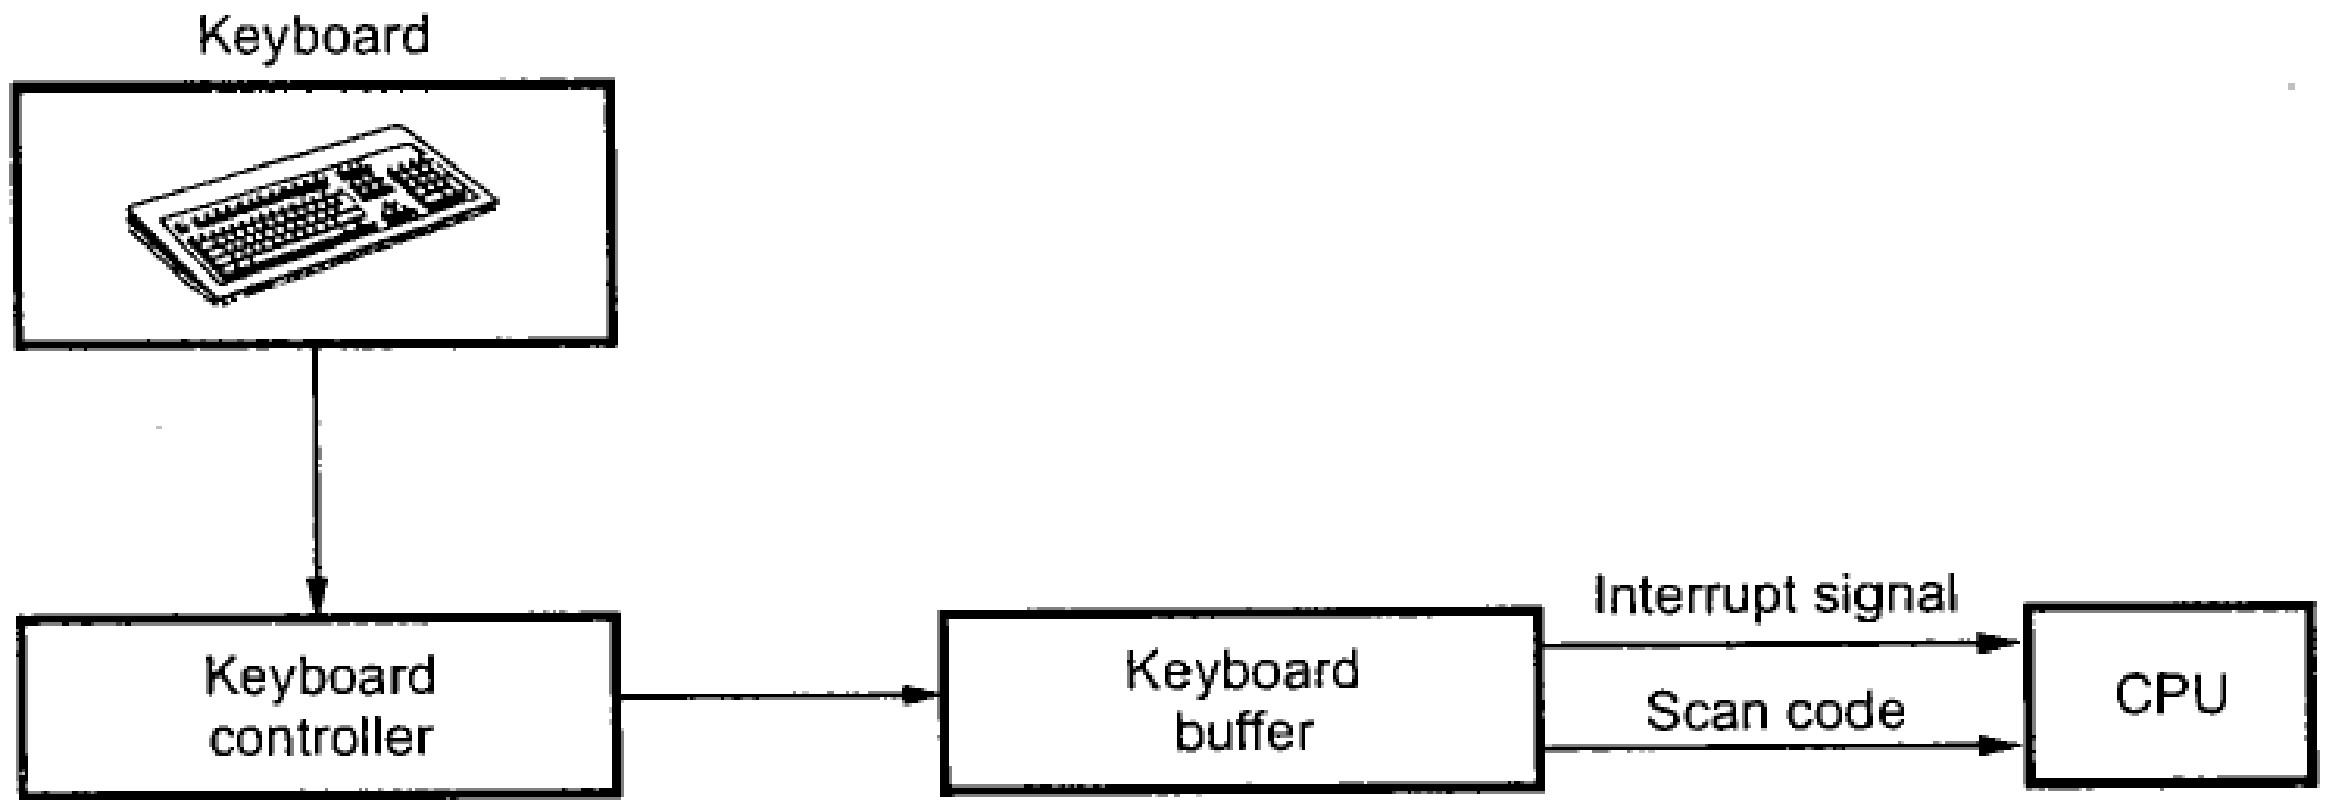 Keyboard
Keyboard
controller
Keyboard
buffer
Interrupt signal
Scan code
CPU